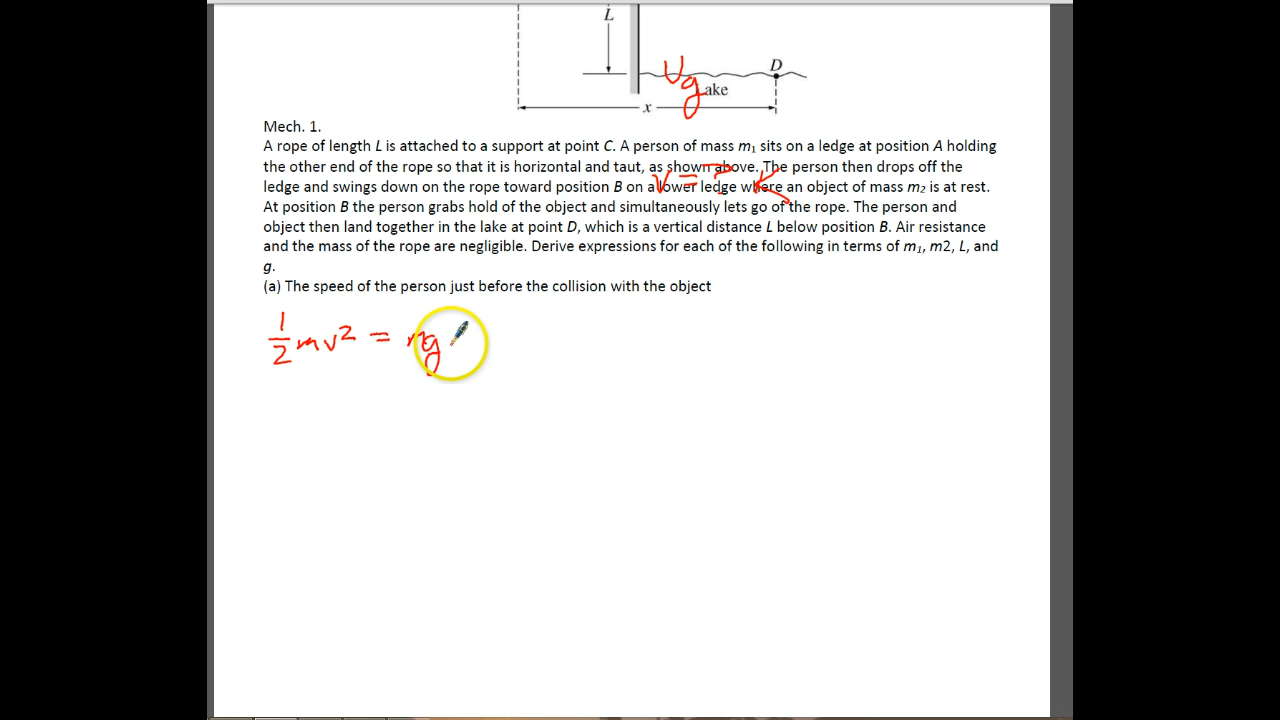 L
D
Ug
ake
x
Mech. 1.
A rope of length L is attached to a support at point C. A person of mass m₁ sits on a ledge at position A holding
the other end of the rope so that it is horizontal and taut, as shown above. The person then drops off the
ledge and swings down on the rope toward position B on a lower ledge where an object of mass m₂ is at rest.
v = ? K
At position B the person grabs hold of the object and simultaneously lets go of the rope. The person and
object then land together in the lake at point D, which is a vertical distance L below position B. Air resistance
and the mass of the rope are negligible. Derive expressions for each of the following in terms of m₁, m2, L, and
g.
(a) The speed of the person just before the collision with the object
1/2 mv² = mg